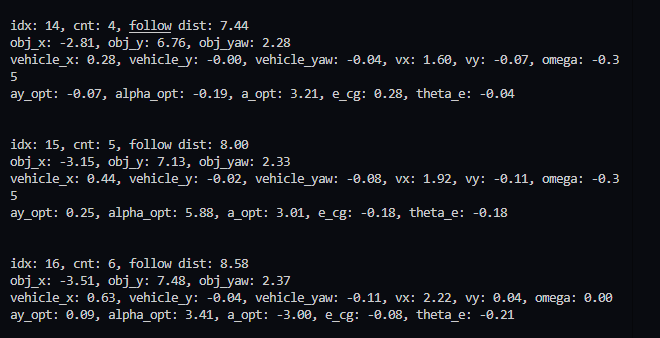 idx: 14, cnt: 4, follow dist: 7.44
obj_x: -2.81, obj_y: 6.76, obj_yaw: 2.28
vehicle_x: 0.28, vehicle_y: -0.00, vehicle_yaw: -0.04, vx: 1.60, vy: -0.07, omega: -0.3
5
ay_opt: -0.07, alpha_opt: -0.19, a_opt: 3.21, e_cg: 0.28, theta_e: -0.04
idx: 15, cnt: 5, follow dist: 8.00
obj_x: -3.15, obj_y: 7.13, obj_yaw: 2.33
vehicle_x: 0.44, vehicle_y: -0.02, vehicle_yaw: -0.08, vx: 1.92, vy: -0.11, omega: -0.3
5
ay_opt: 0.25, alpha_opt: 5.88, a_opt: 3.01, e_cg: -0.18, theta_e: -0.18
idx: 16, cnt: 6, follow dist: 8.58
obj_x: -3.51, obj_y: 7.48, obj_yaw: 2.37
vehicle_x: 0.63, vehicle_y: -0.04, vehicle_yaw: -0.11, vx: 2.22, vy: 0.04, omega: 0.00
ay_opt: 0.09, alpha_opt: 3.41, a_opt: -3.00, e_cg: -0.08, theta_e: -0.21